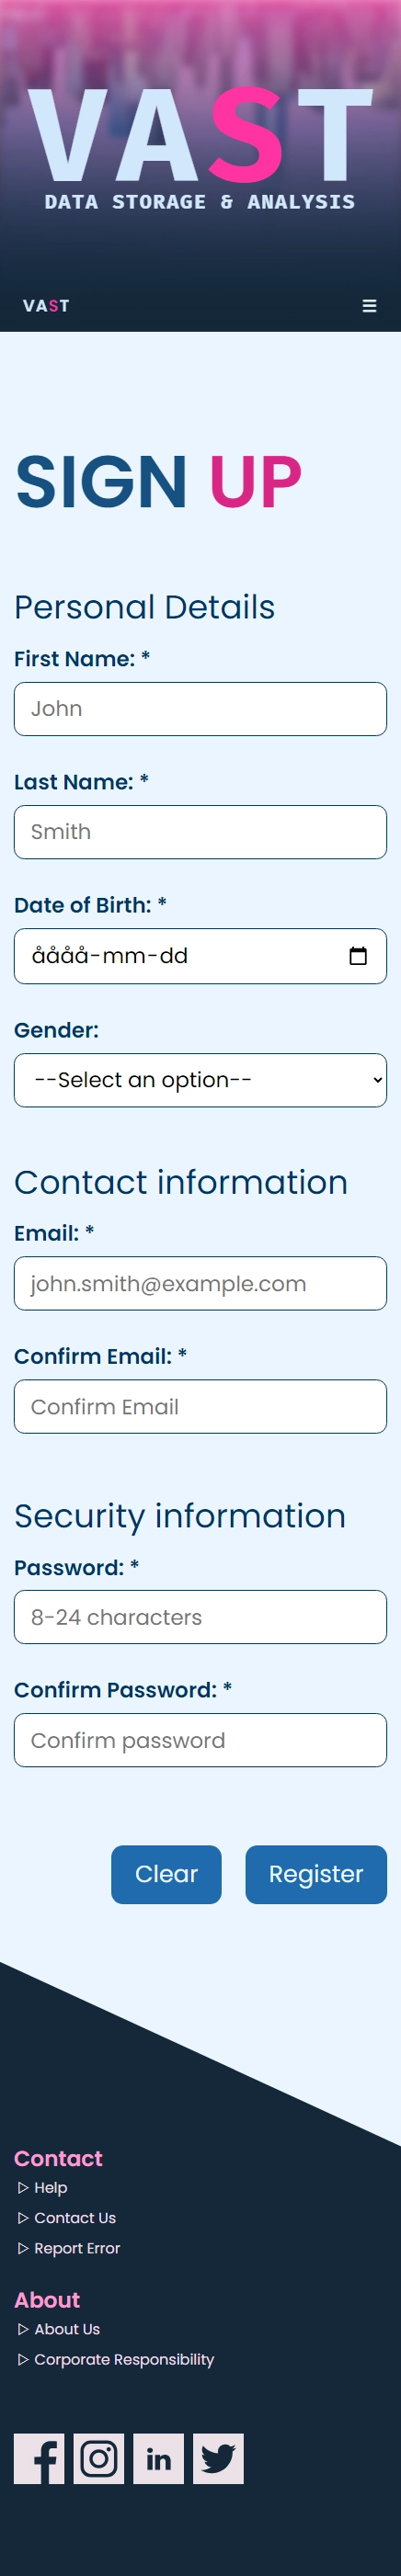 VAST
DATA STORAGE & ANALYSIS
VAST ☰
SIGN UP
Personal Details
First Name: *
John
Last Name: *
Smith
Date of Birth: *
åååå-mm-dd
Gender:
--Select an option--
Contact information
Email: *
john.smith@example.com
Confirm Email: *
Confirm Email
Security information
Password: *
8-24 characters
Confirm Password: *
Confirm password
Clear Register
Contact
▷ Help
▷ Contact Us
▷ Report Error
About
▷ About Us
▷ Corporate Responsibility